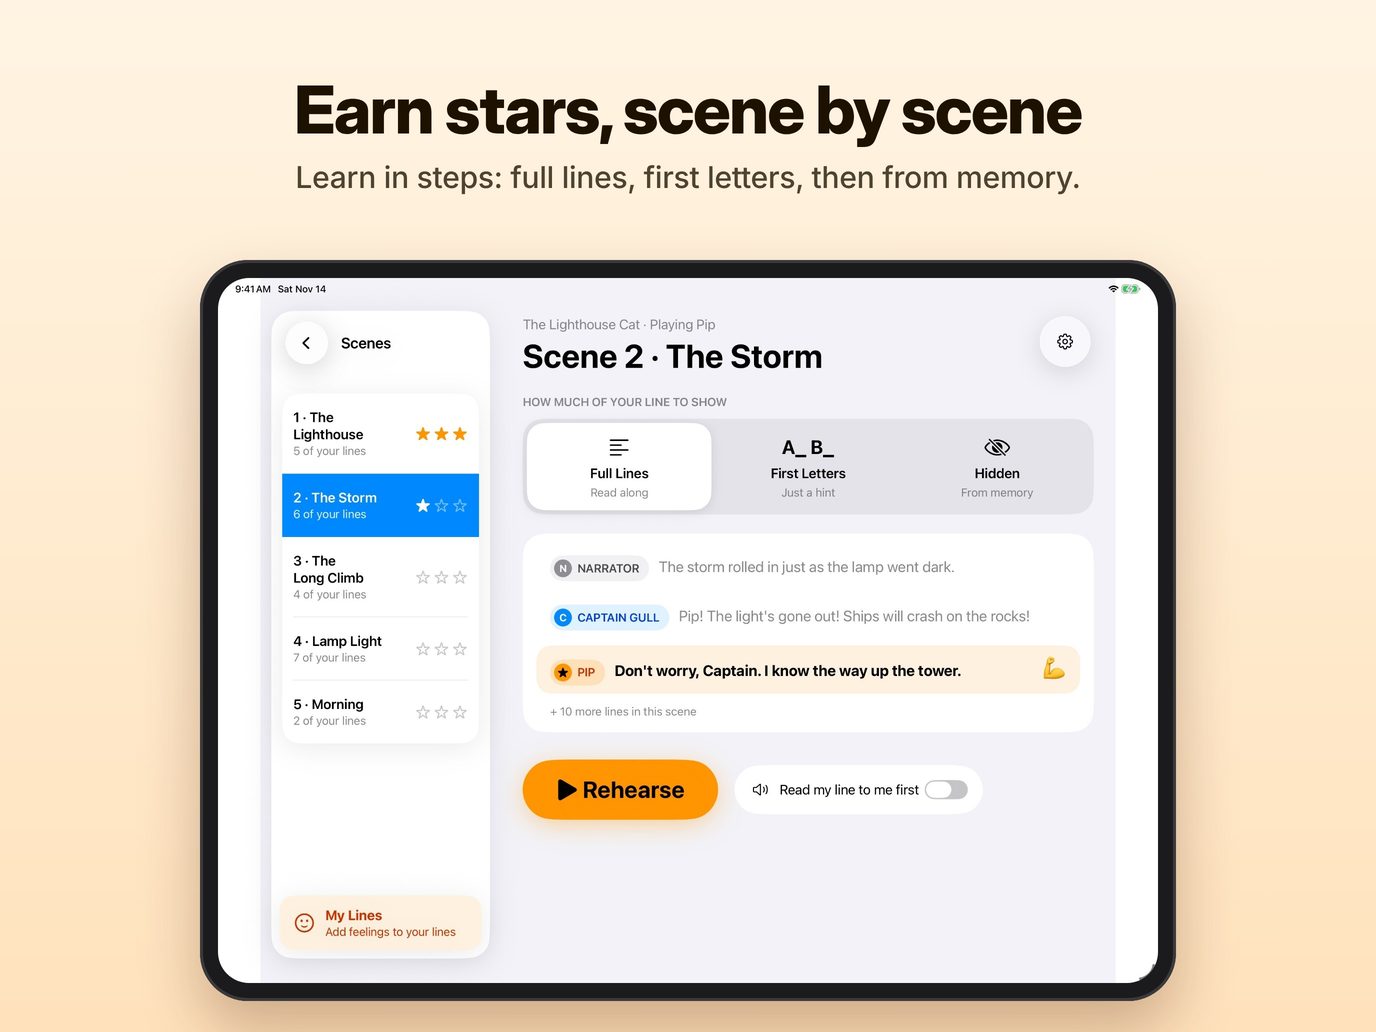 Earn stars, scene by scene
Learn in steps: full lines, first letters, then from memory.
9:41 AM Sat Nov 14
Scenes
1 · The
Lighthouse
5 of your lines
2 · The Storm
6 of your lines
3 · The
Long Climb
4 of your lines
4 · Lamp Light
7 of your lines
5 · Morning
2 of your lines
My Lines
Add feelings to your lines
The Lighthouse Cat · Playing Pip
Scene 2 · The Storm
HOW MUCH OF YOUR LINE TO SHOW
Full Lines
Read along
A_ B_
First Letters
Just a hint
Hidden
From memory
N NARRATOR The storm rolled in just as the lamp went dark.
C CAPTAIN GULL Pip! The light's gone out! Ships will crash on the rocks!
PIP Don't worry, Captain. I know the way up the tower.
+ 10 more lines in this scene
Rehearse
Read my line to me first